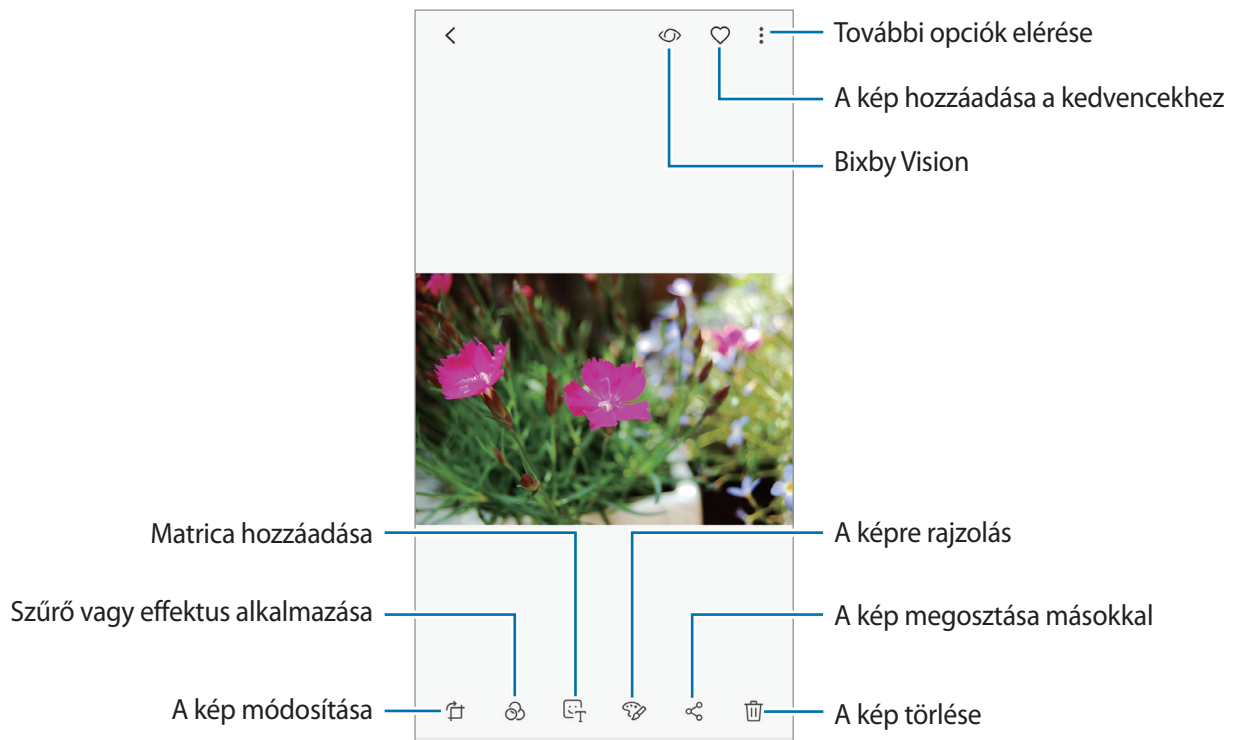 További opciók elérése
A kép hozzáadása a kedvencekhez
Bixby Vision
Matrica hozzáadása
A képre rajzolás
Szűrő vagy effektus alkalmazása
A kép megosztása másokkal
A kép módosítása
A kép törlése